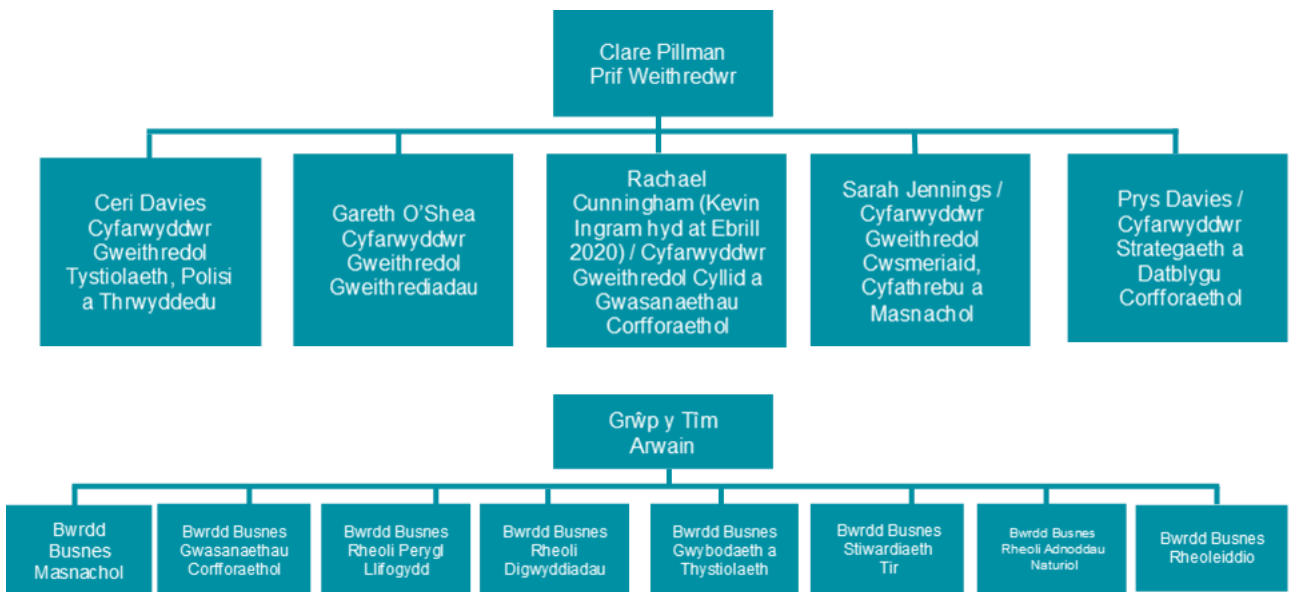 Clare Pillman
Prif Weithredwr
Ceri Davies
Cyfarwyddwr
Gweithredol
Tystiolaeth, Polisi
a Thrwyddedu
Gareth O'Shea
Cyfarwyddwr
Gweithredol
Gweithrediadau
Rachael
Cunningham (Kevin
Ingram hyd at Ebrill
2020) / Cyfarwyddwr
Gweithredol Cyllid a
Gwasanaethau
Corfforaethol
Sarah Jennings /
Cyfarwyddwr
Gweithredol
Cwsmeriaid,
Cyfathrebu a
Masnachol
Prys Davies /
Cyfarwyddwr
Strategaeth a
Datblygu
Corfforaethol
Grŵp y Tîm
Arwain
Bwrdd
Busnes
Masnachol
Bwrdd Busnes
Gwasanaethau
Corfforaethol
Bwrdd Busnes
Rheoli Perygl
Llifogydd
Bwrdd Busnes
Rheoli
Digwyddiadau
Bwrdd Busnes
Gwybodaeth a
Thystiolaeth
Bwrdd Busnes
Stiwardiaeth
Tir
Bwrdd Busnes
Rheoli Adnoddau
Naturiol
Bwrdd Busnes
Rheoleiddio